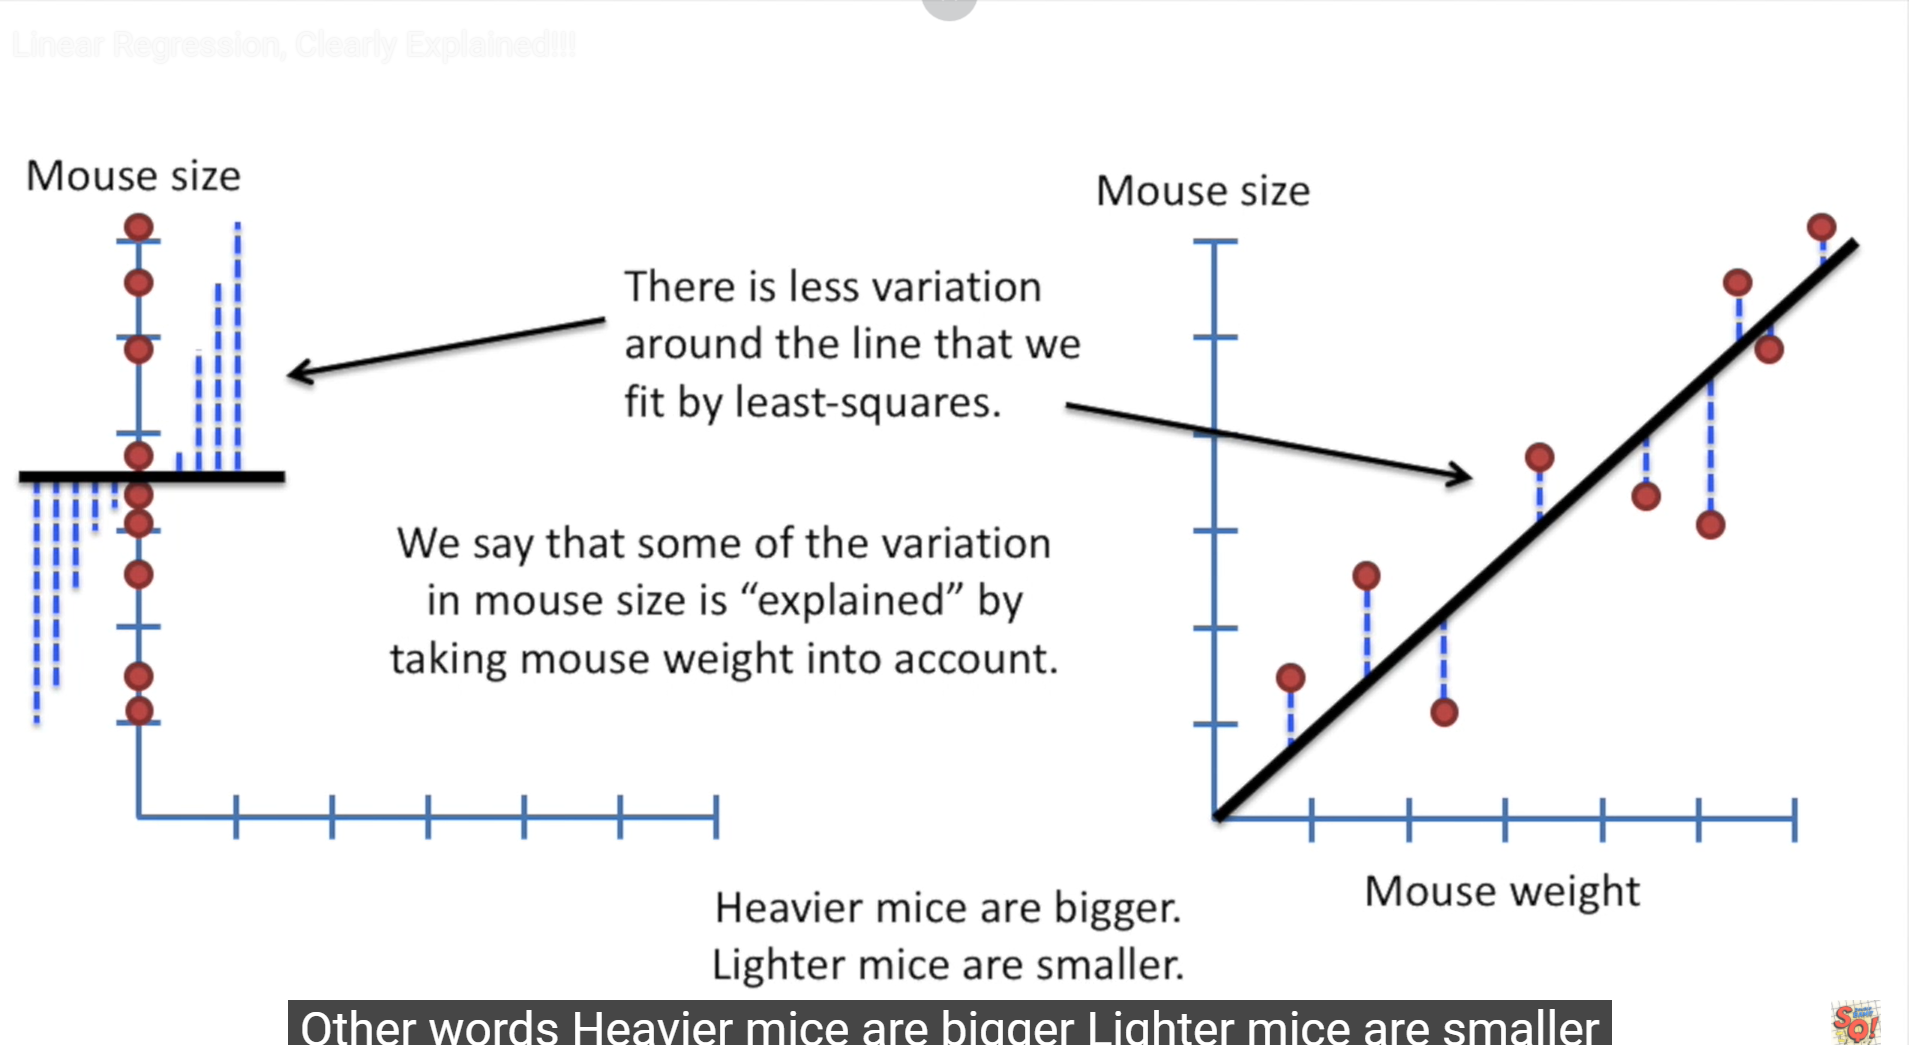 Linear Regression, Clearly Explained!!!
Mouse size
Mouse size
There is less variation
around the line that we
fit by least-squares.
We say that some of the variation
in mouse size is “explained” by
taking mouse weight into account.
Mouse weight
Heavier mice are bigger.
Lighter mice are smaller.
Other words Heavier mice are bigger Lighter mice are smaller
SQ!